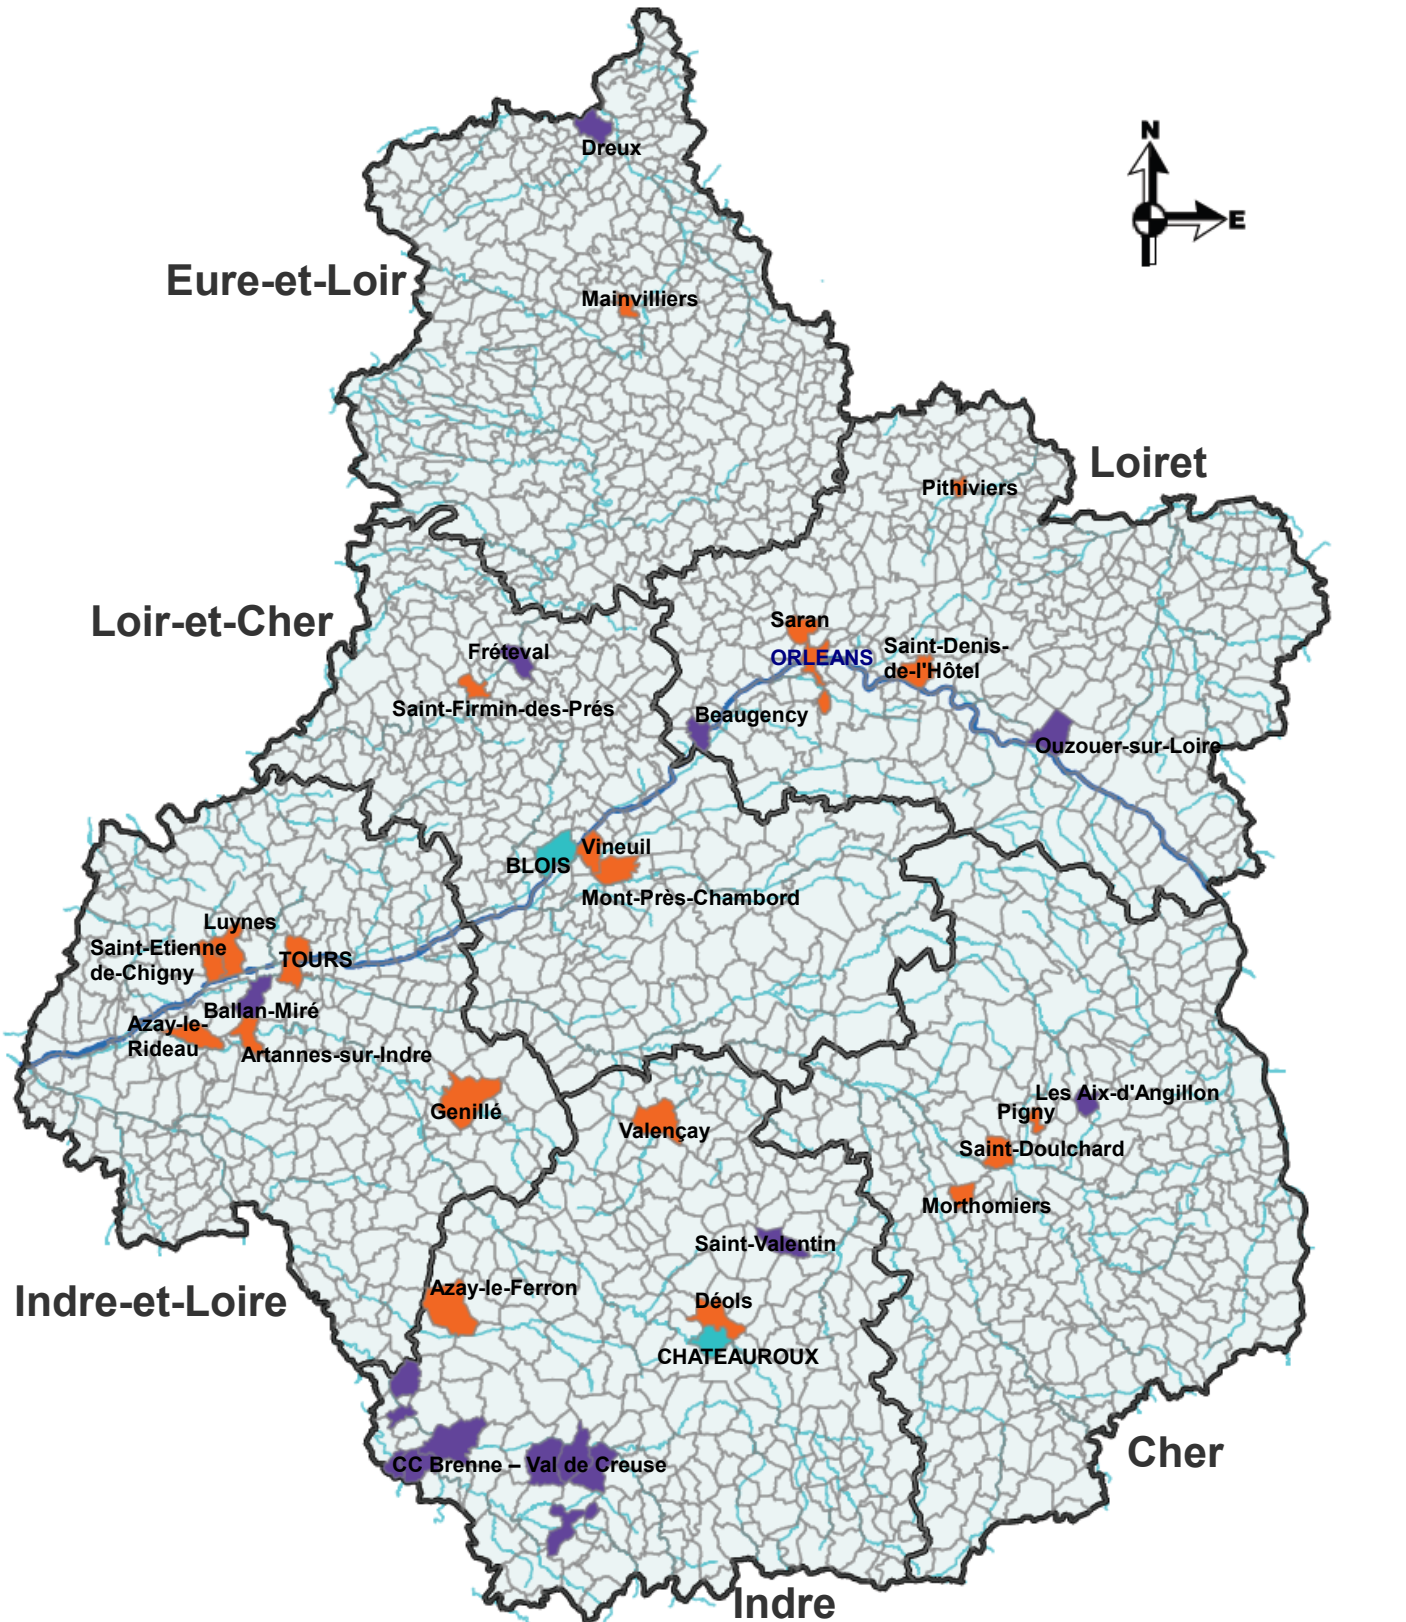 N
E
Dreux
Eure-et-Loir
Mainvilliers
Loiret
Pithiviers
Loir-et-Cher
Saran
ORLEANS
Saint-Denis-
de-l'Hôtel
Fréteval
Saint-Firmin-des-Prés
Beaugency
Ouzouer-sur-Loire
Vineuil
BLOIS
Mont-Près-Chambord
Luynes
Saint-Etienne
de-Chigny
TOURS
Ballan-Miré
Azay-le-
Rideau
Artannes-sur-Indre
Genillé
Valençay
Les Aix-d'Angillon
Pigny
Saint-Doulchard
Morthomiers
Saint-Valentin
Indre-et-Loire
Azay-le-Ferron
Déols
CHATEAUROUX
CC Brenne – Val de Creuse
Cher
Indre